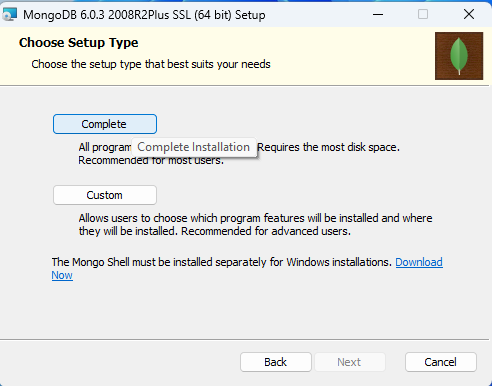 MongoDB 6.0.3 2008R2Plus SSL (64 bit) Setup
Choose Setup Type
Choose the setup type that best suits your needs
Complete
All program Complete Installation Requires the most disk space.
Recommended for most users.
Custom
Allows users to choose which program features will be installed and where
they will be installed. Recommended for advanced users.
The Mongo Shell must be installed separately for Windows installations. Download
Now
Back Next Cancel